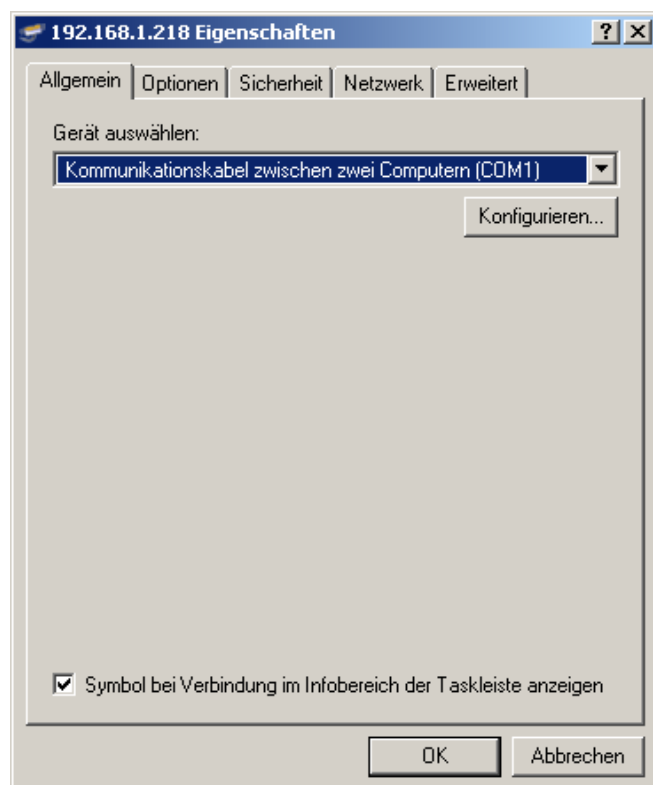 192.168.1.218 Eigenschaften
Allgemein Optionen Sicherheit Netzwerk Erweitert
Gerät auswählen:
Kommunikationskabel zwischen zwei Computern (COM1)
Konfigurieren...
Symbol bei Verbindung im Infobereich der Taskleiste anzeigen
OK Abbrechen